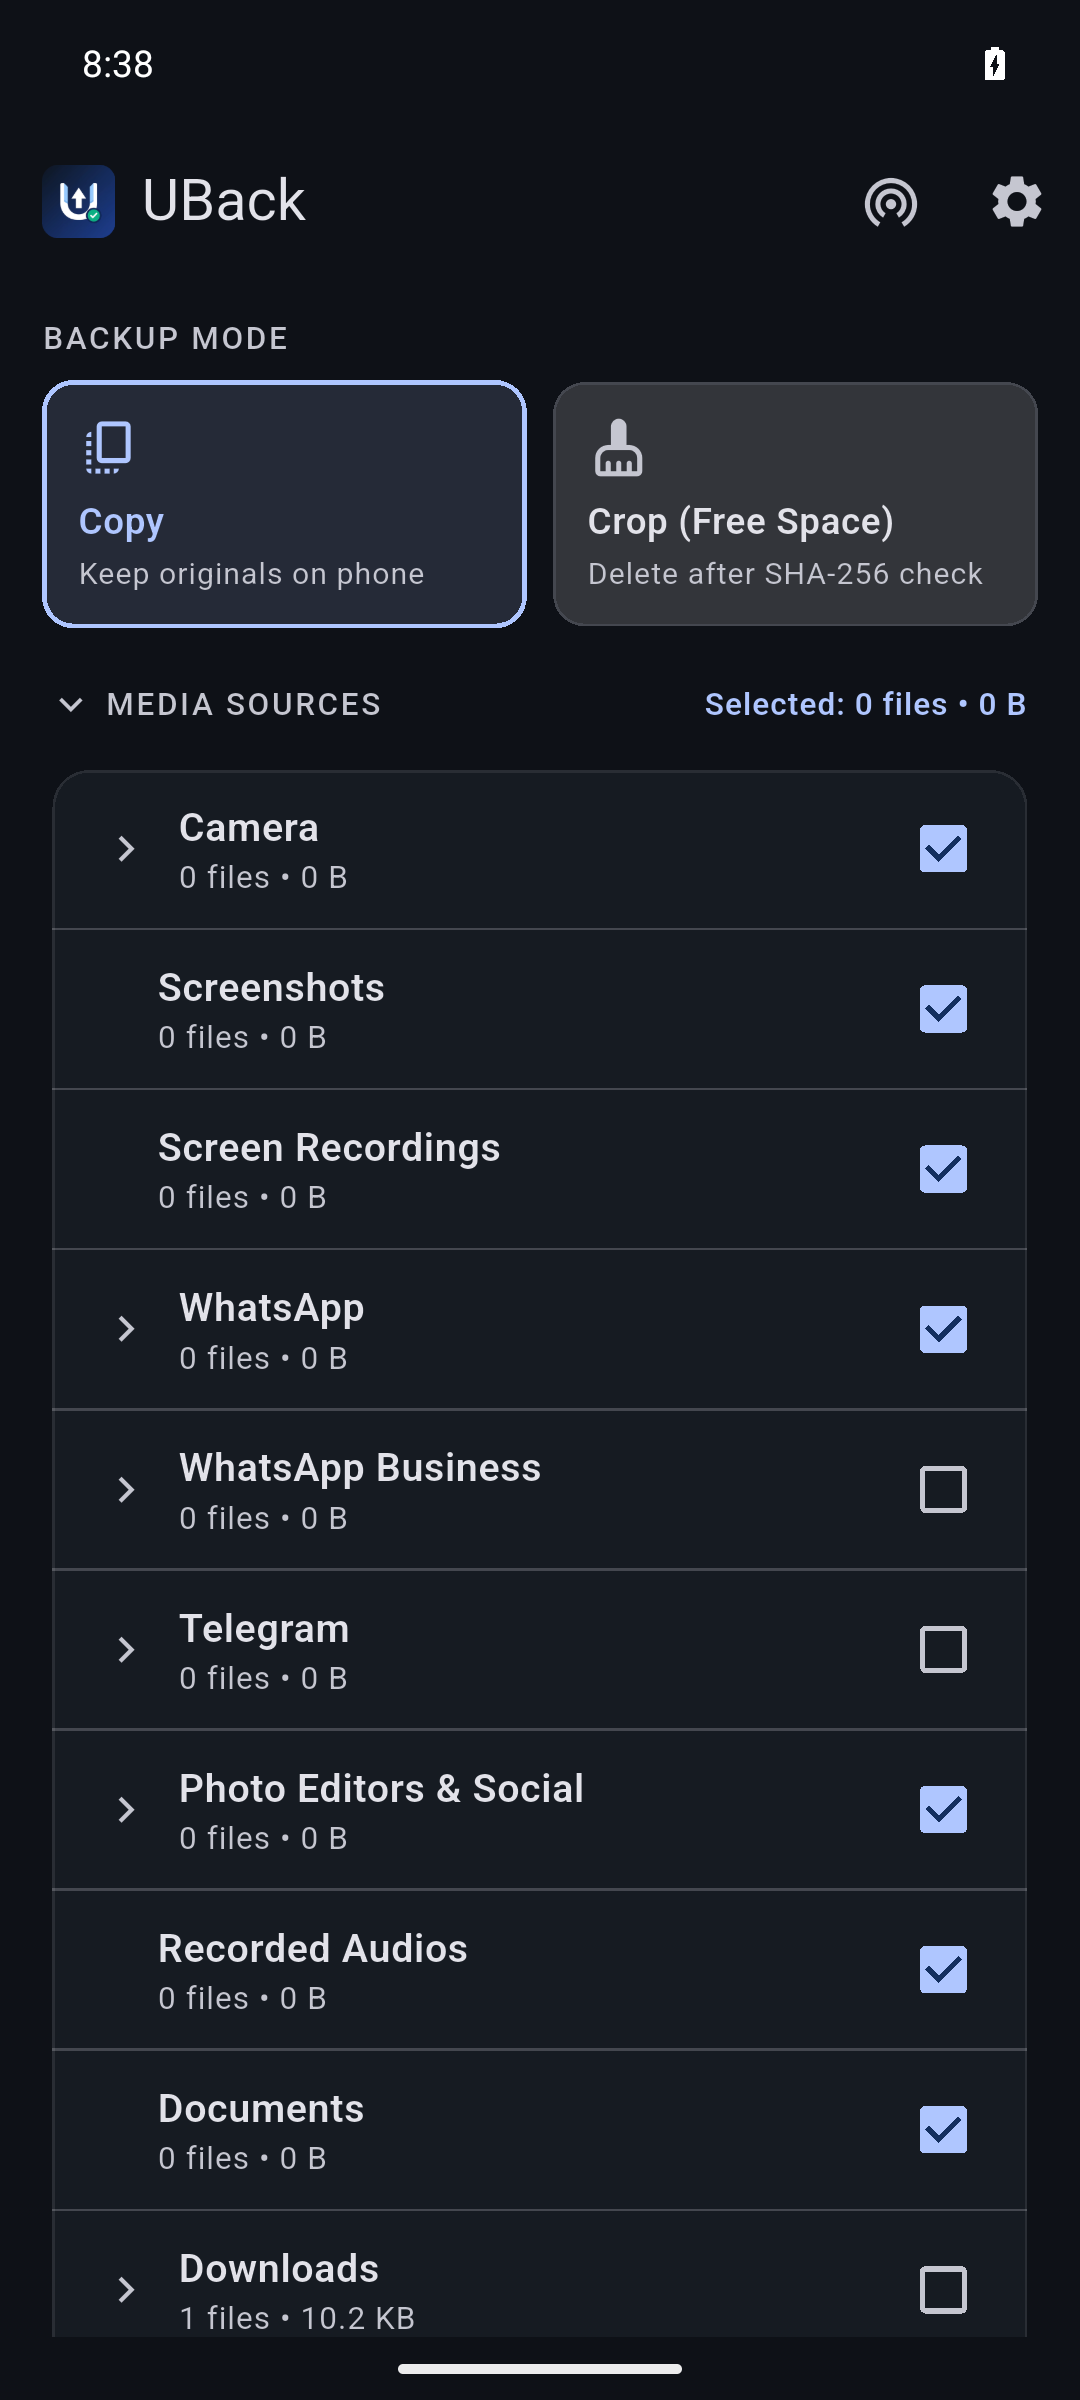 8:38
UBack
BACKUP MODE
Copy
Keep originals on phone
Crop (Free Space)
Delete after SHA-256 check
MEDIA SOURCES
Selected: 0 files • 0 B
Camera
0 files • 0 B
Screenshots
0 files • 0 B
Screen Recordings
0 files • 0 B
WhatsApp
0 files • 0 B
WhatsApp Business
0 files • 0 B
Telegram
0 files • 0 B
Photo Editors & Social
0 files • 0 B
Recorded Audios
0 files • 0 B
Documents
0 files • 0 B
Downloads
1 files • 10.2 KB